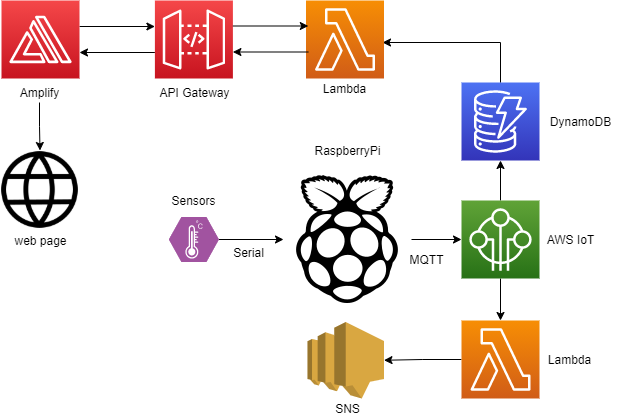 Amplify
API Gateway
Lambda
DynamoDB
RaspberryPi
web page
Sensors
°C
Serial
MQTT
AWS IoT
Lambda
SNS